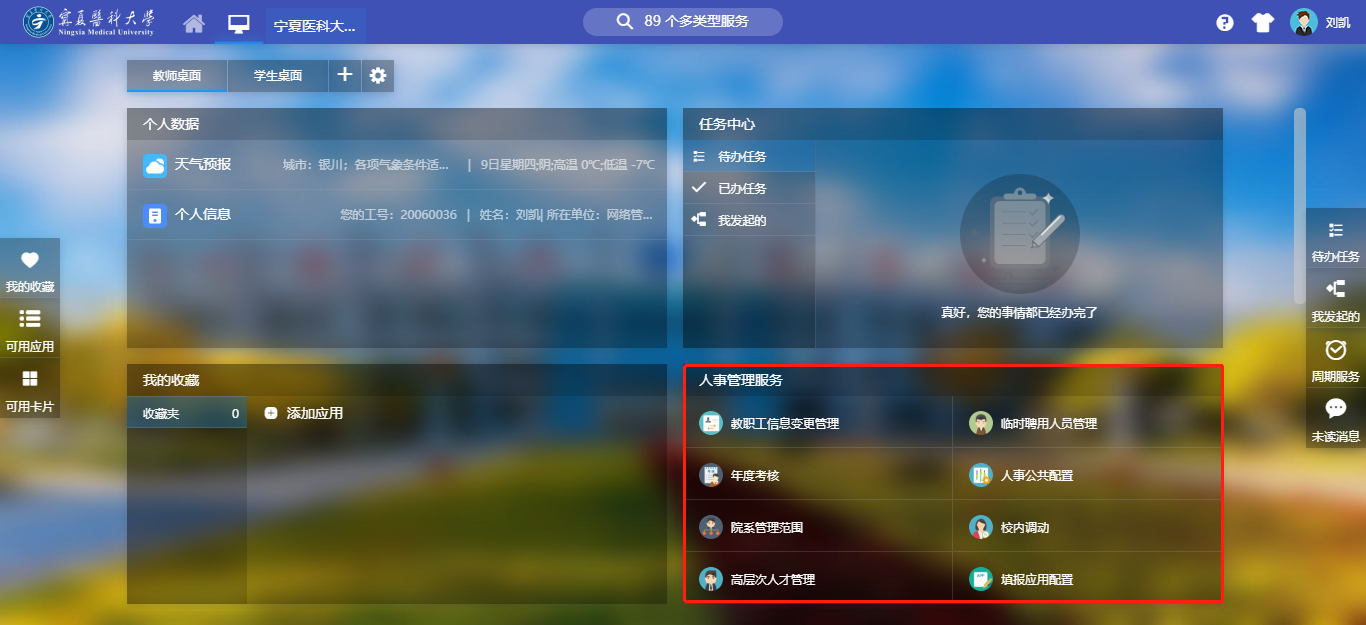 宁夏医科大学
Ningxia Medical University
宁夏医科大...
89 个多类型服务
刘凯
教师桌面
学生桌面
个人数据
天气预报
城市：银川；各项气象条件适... | 9日星期四;阴;高温 0℃;低温 -7℃
个人信息
您的工号：20060036 | 姓名：刘凯| 所在单位：网络管...
任务中心
待办任务
已办任务
我发起的
真好，您的事情都已经办完了
我的收藏
可用应用
可用卡片
待办任务
我发起的
周期服务
未读消息
我的收藏
收藏夹 0
添加应用
人事管理服务
教职工信息变更管理
临时聘用人员管理
年度考核
人事公共配置
院系管理范围
校内调动
高层次人才管理
填报应用配置